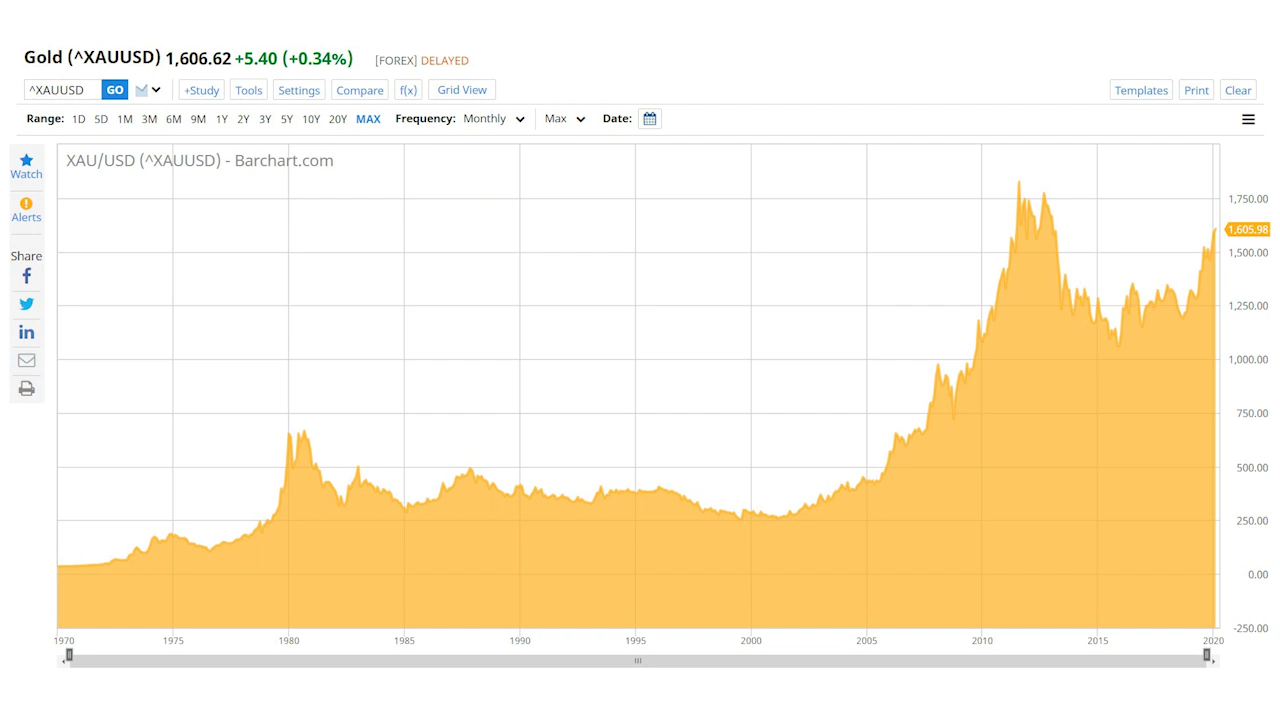 Gold (^XAUUSD) 1,606.62 +5.40 (+0.34%) [FOREX] DELAYED
^XAUUSD GO +Study Tools Settings Compare f(x) Grid View Templates Print Clear
Range: 1D 5D 1M 3M 6M 9M 1Y 2Y 3Y 5Y 10Y 20Y MAX Frequency: Monthly Max Date:
XAU/USD (^XAUUSD) - Barchart.com
Watch
Alerts
Share
1,750.00
1,605.98
1,500.00
1,250.00
1,000.00
750.00
500.00
250.00
0.00
-250.00
1970 1975 1980 1985 1990 1995 2000 2005 2010 2015 2020